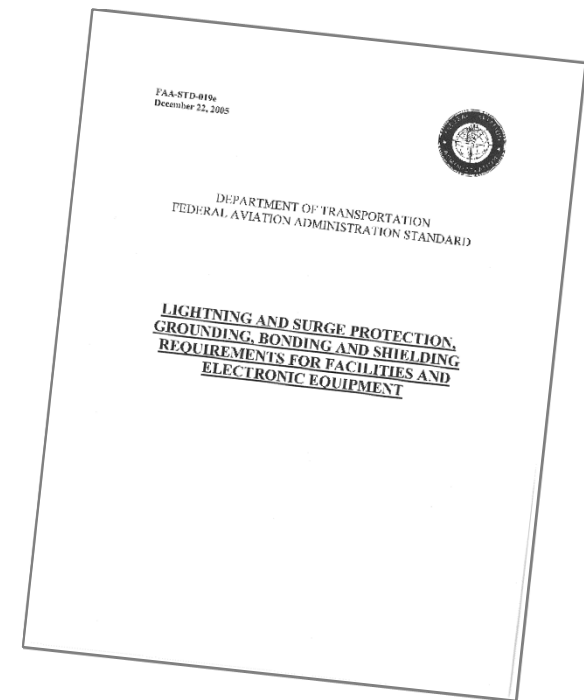 FAA-STD-019e
December 22, 2005
DEPARTMENT OF TRANSPORTATION
FEDERAL AVIATION ADMINISTRATION STANDARD
LIGHTNING AND SURGE PROTECTION,
GROUNDING, BONDING AND SHIELDING
REQUIREMENTS FOR FACILITIES AND
ELECTRONIC EQUIPMENT